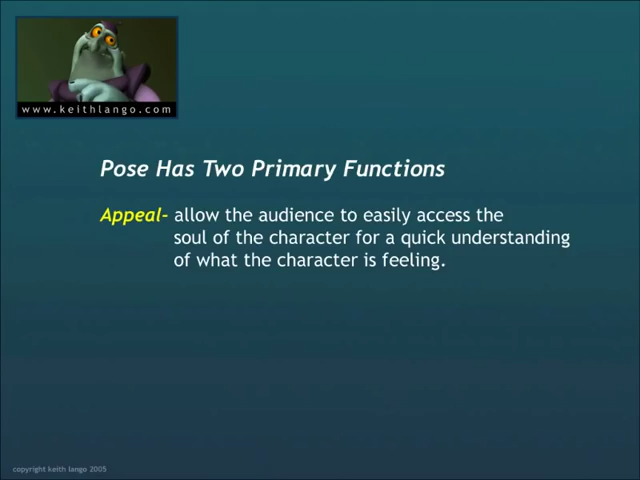 www.keithlango.com
Pose Has Two Primary Functions
Appeal- allow the audience to easily access the
soul of the character for a quick understanding
of what the character is feeling.
copyright keith lango 2005